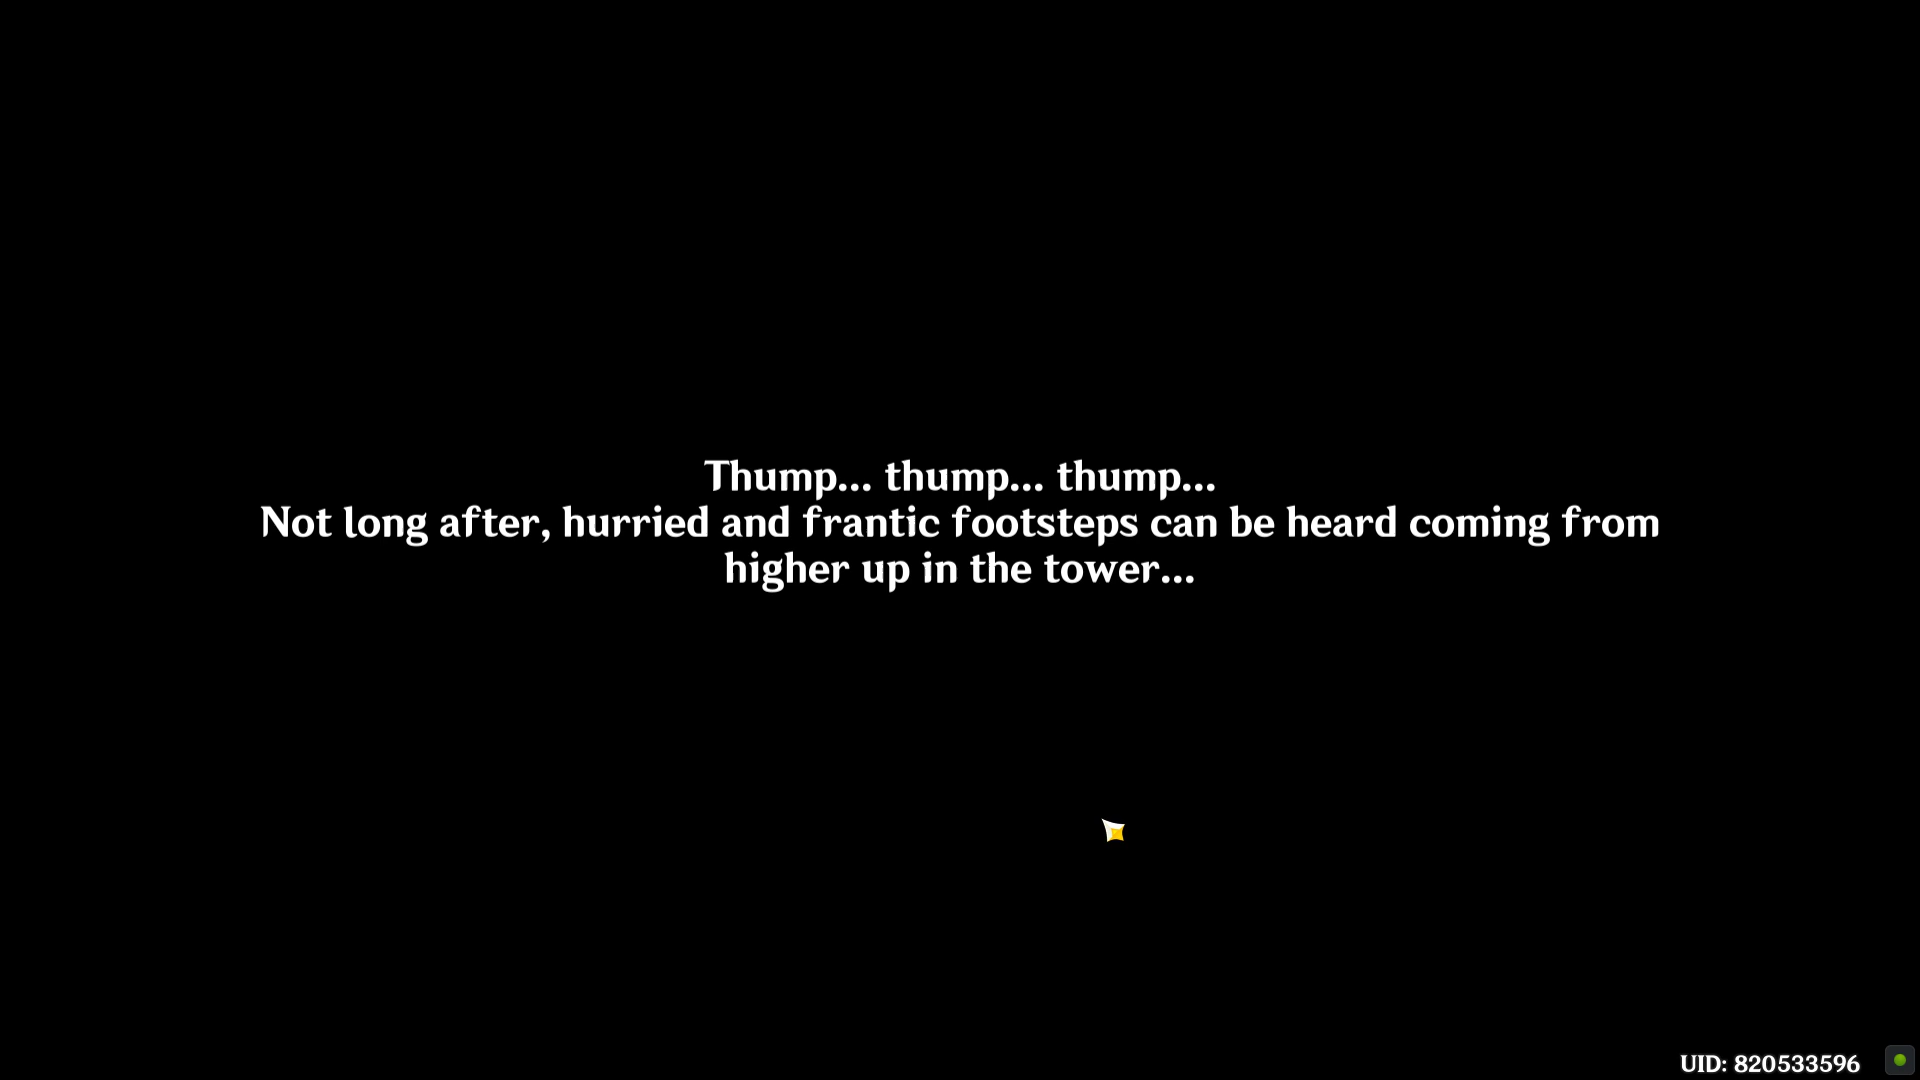 Thump... thump... thump...
Not long after, hurried and frantic footsteps can be heard coming from
higher up in the tower...
UID: 820533596